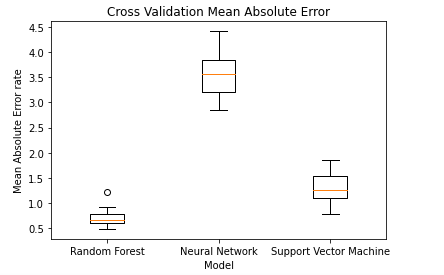 Cross Validation Mean Absolute Error
Mean Absolute Error rate
4.5
4.0
3.5
3.0
2.5
2.0
1.5
1.0
0.5
Random Forest Neural Network Support Vector Machine
Model